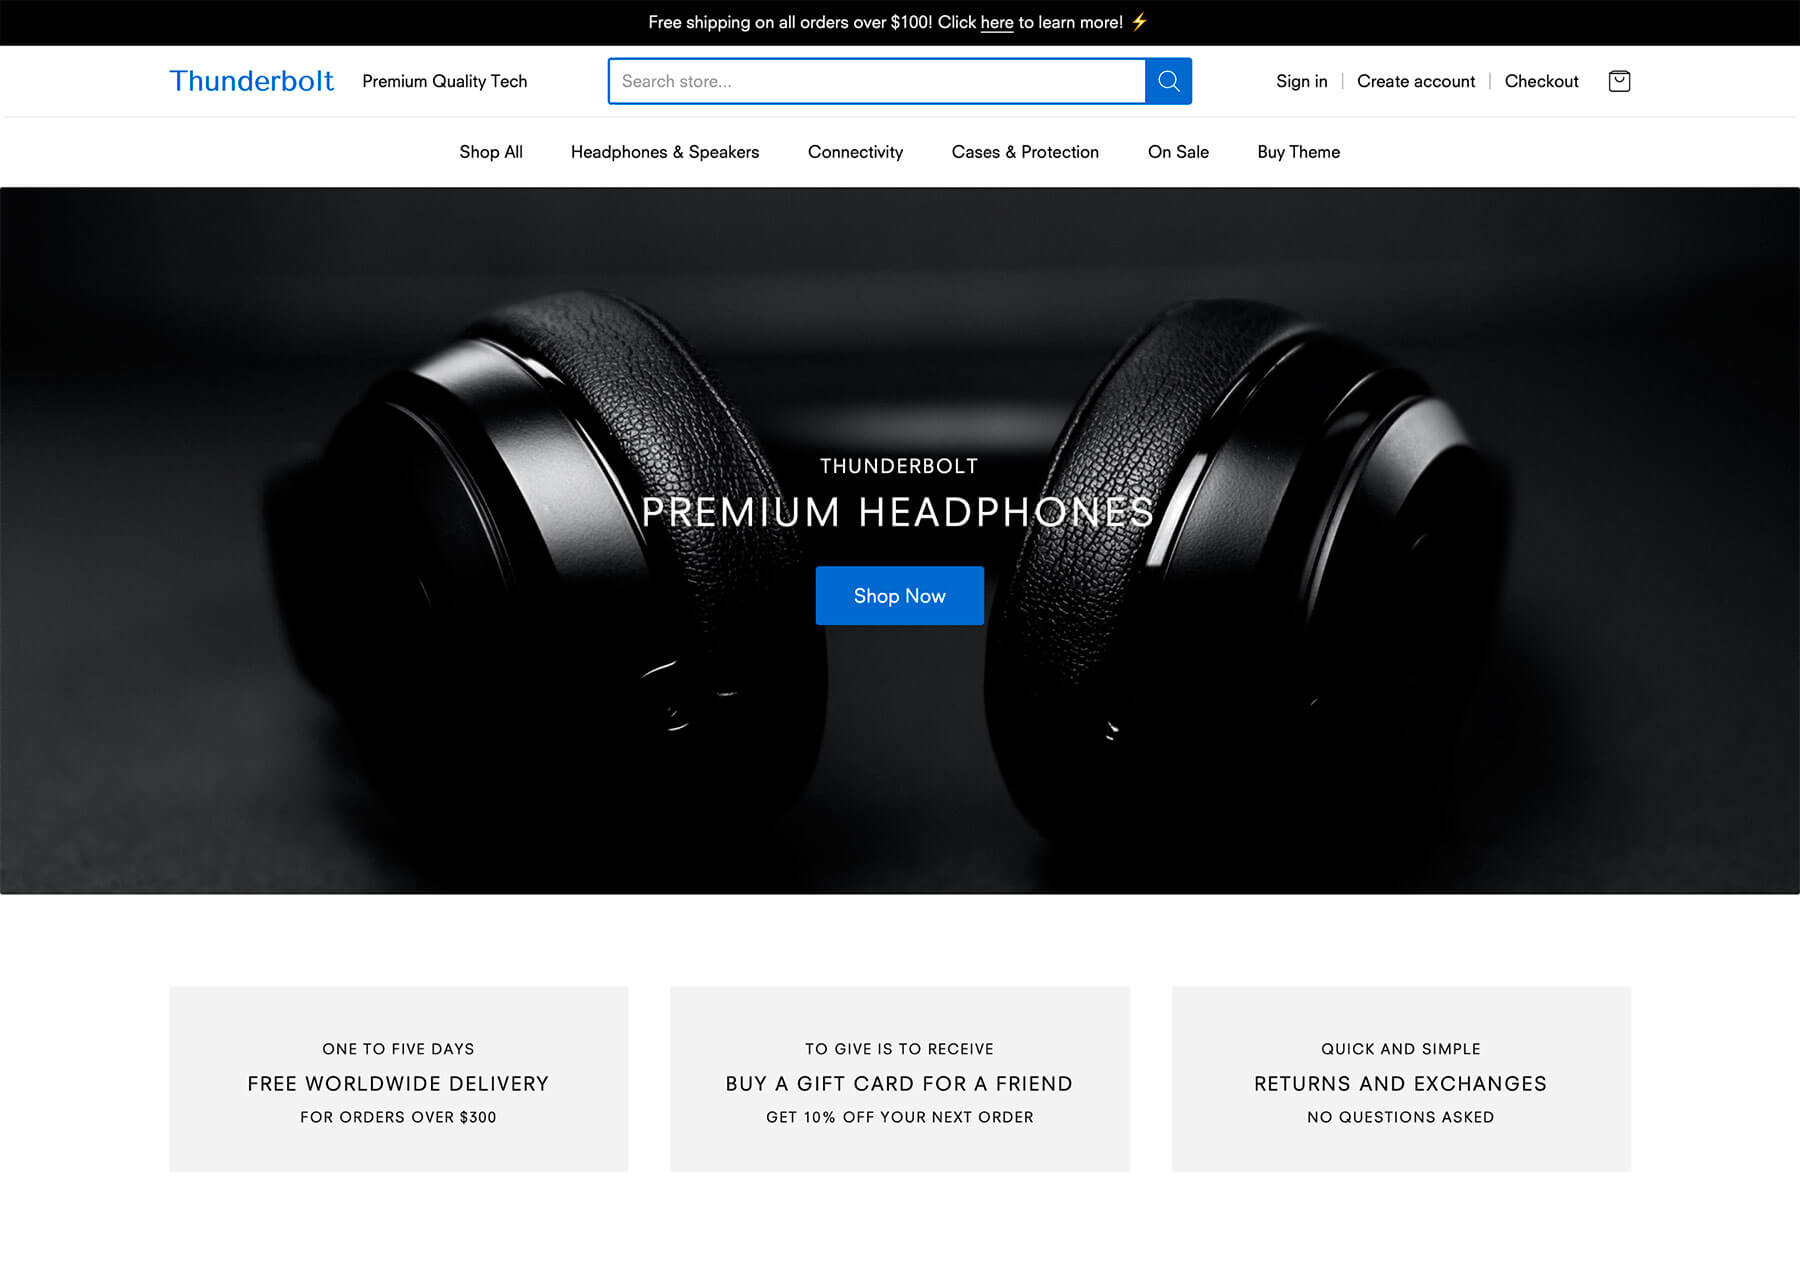 Free shipping on all orders over $100! Click here to learn more! ⚡
Thunderbolt Premium Quality Tech Search store... Sign in | Create account | Checkout
Shop All Headphones & Speakers Connectivity Cases & Protection On Sale Buy Theme
THUNDERBOLT
PREMIUM HEADPHONES
Shop Now
ONE TO FIVE DAYS
FREE WORLDWIDE DELIVERY
FOR ORDERS OVER $300
TO GIVE IS TO RECEIVE
BUY A GIFT CARD FOR A FRIEND
GET 10% OFF YOUR NEXT ORDER
QUICK AND SIMPLE
RETURNS AND EXCHANGES
NO QUESTIONS ASKED